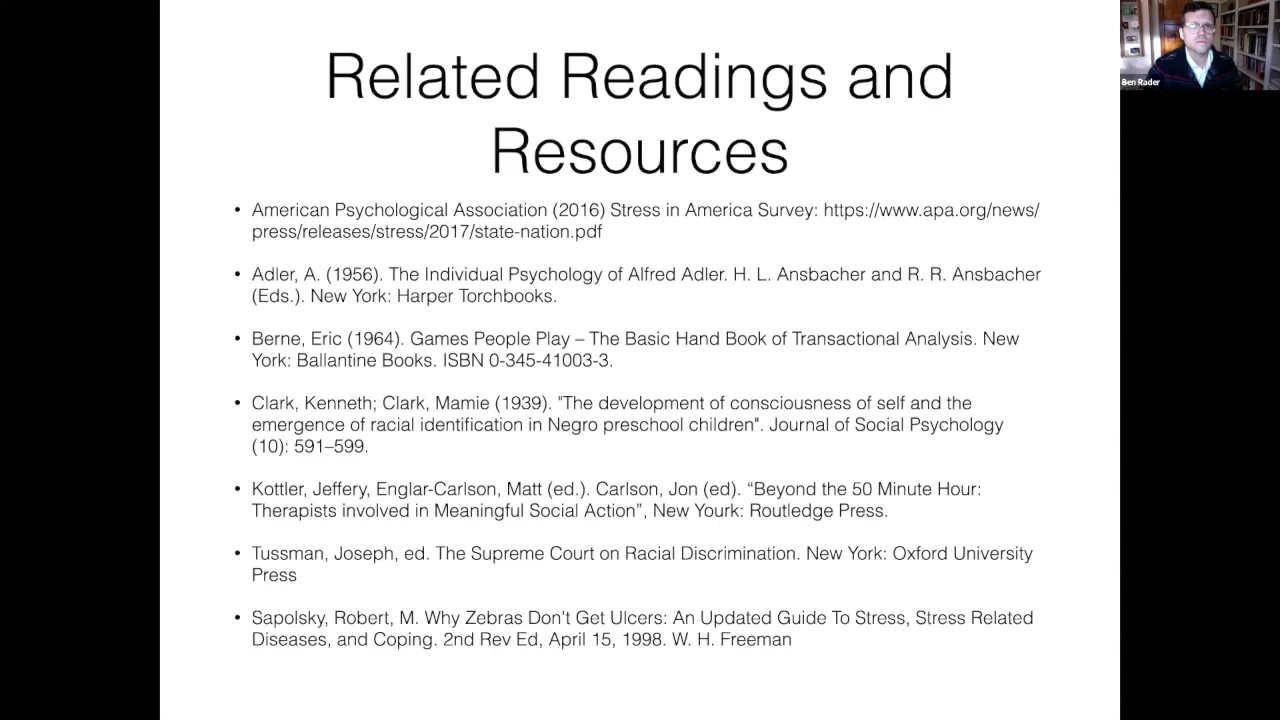 Related Readings and
Resources
• American Psychological Association (2016) Stress in America Survey: https://www.apa.org/news/
press/releases/stress/2017/state-nation.pdf
• Adler, A. (1956). The Individual Psychology of Alfred Adler. H. L. Ansbacher and R. R. Ansbacher
(Eds.). New York: Harper Torchbooks.
• Berne, Eric (1964). Games People Play – The Basic Hand Book of Transactional Analysis. New
York: Ballantine Books. ISBN 0-345-41003-3.
• Clark, Kenneth; Clark, Mamie (1939). "The development of consciousness of self and the
emergence of racial identification in Negro preschool children". Journal of Social Psychology
(10): 591–599.
• Kottler, Jeffery, Englar-Carlson, Matt (ed.). Carlson, Jon (ed). “Beyond the 50 Minute Hour:
Therapists involved in Meaningful Social Action”, New Yourk: Routledge Press.
• Tussman, Joseph, ed. The Supreme Court on Racial Discrimination. New York: Oxford University
Press
• Sapolsky, Robert, M. Why Zebras Don't Get Ulcers: An Updated Guide To Stress, Stress Related
Diseases, and Coping. 2nd Rev Ed, April 15, 1998. W. H. Freeman
Ben Rader